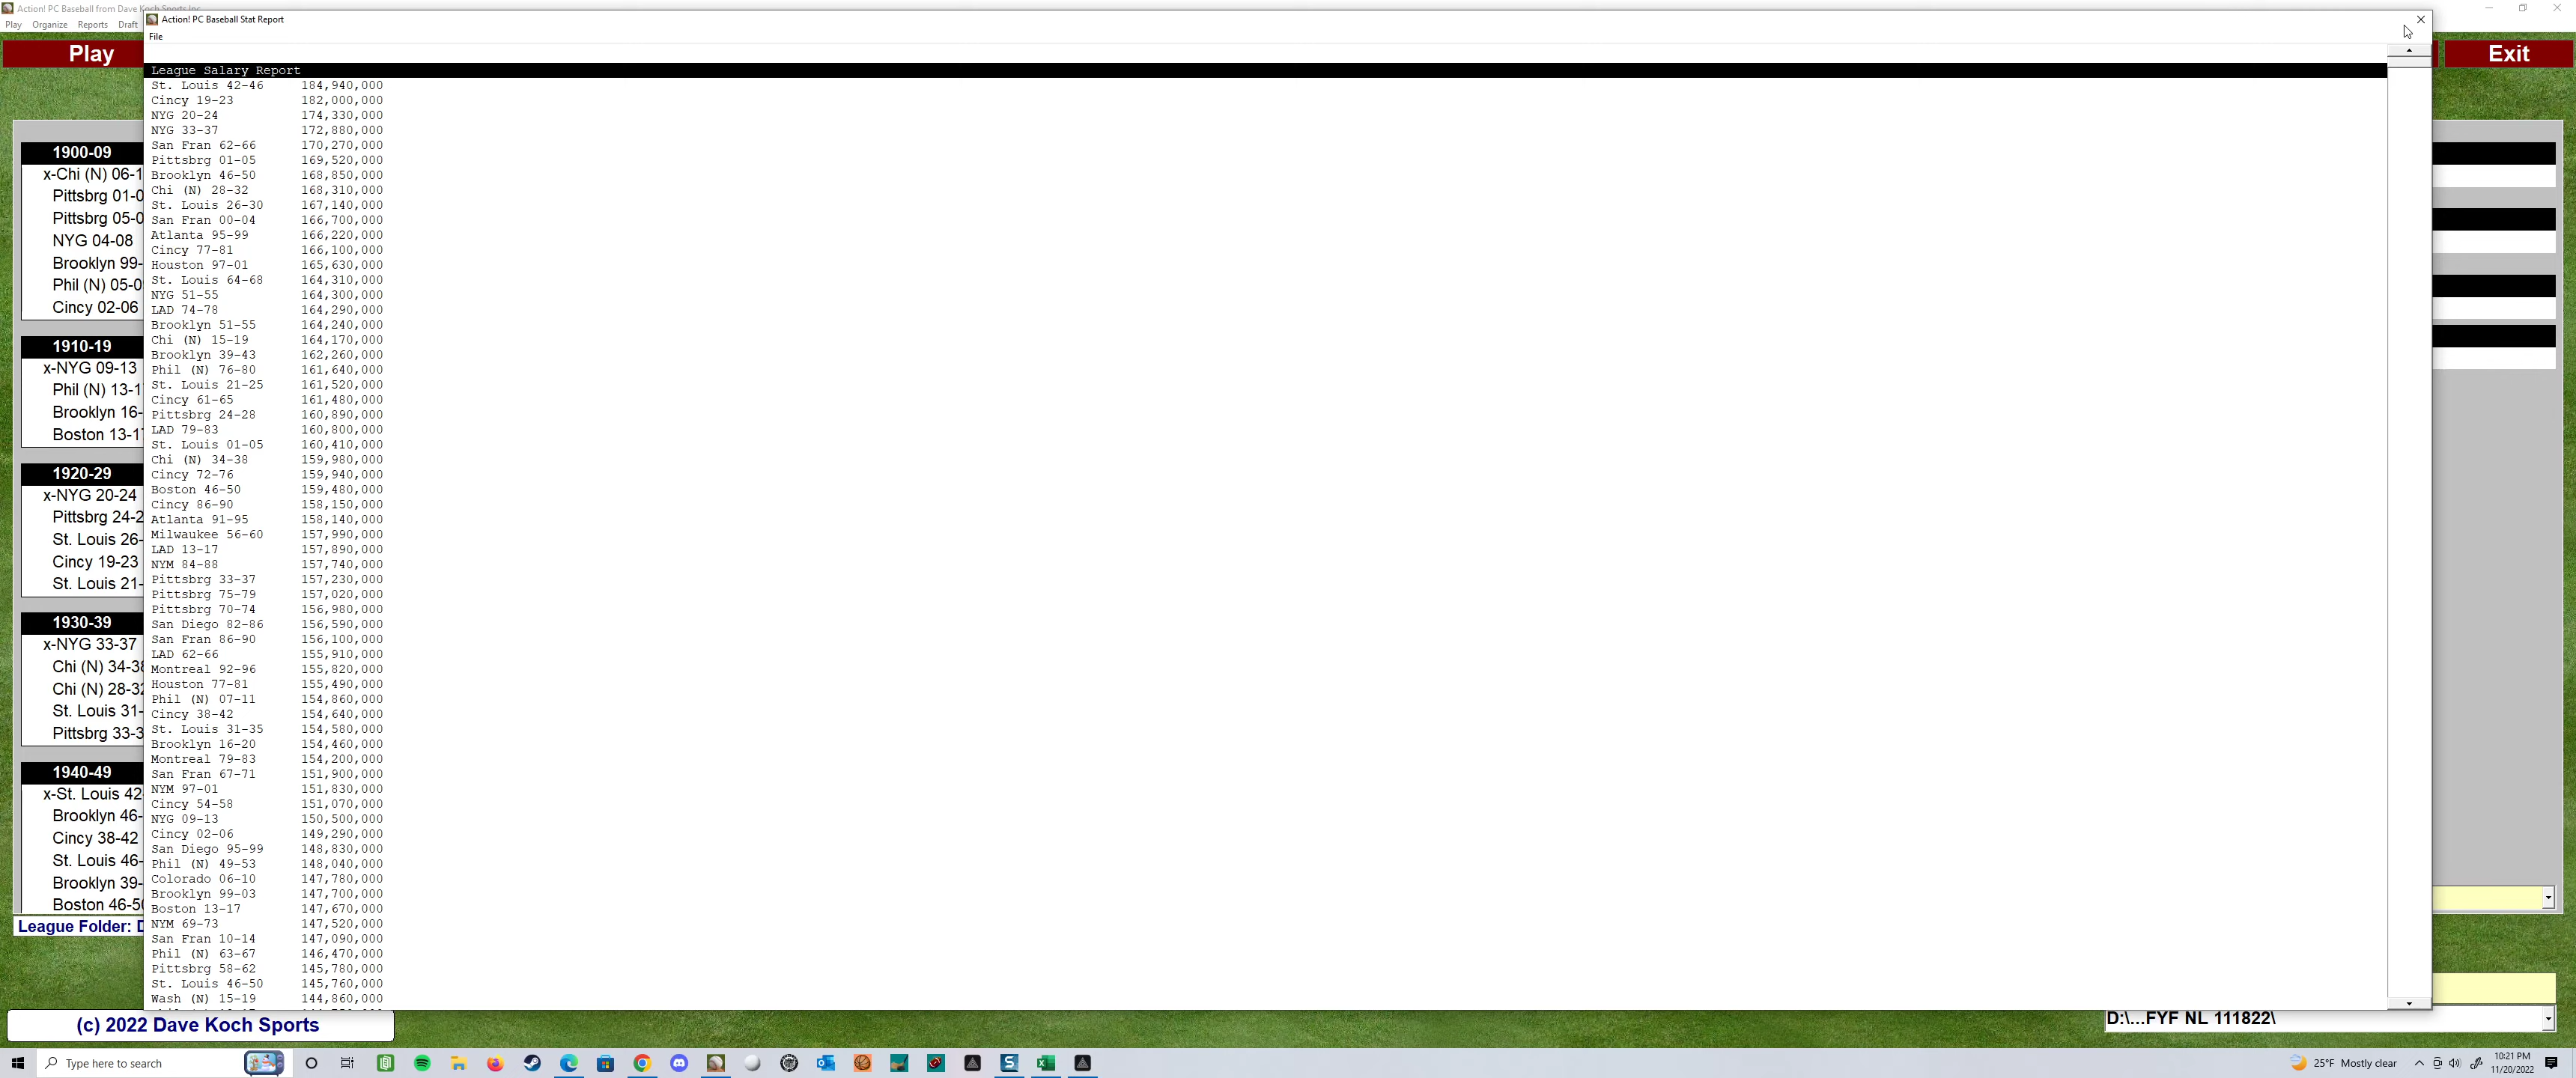 Action! PC Baseball from Dave Koch Sports Inc
Play Organize Reports Draft
Action! PC Baseball Stat Report
File
Play
Exit
League Salary Report
St. Louis 42-46 184,940,000
Cincy 19-23 182,000,000
NYG 20-24 174,330,000
NYG 33-37 172,880,000
San Fran 62-66 170,270,000
Pittsbrg 01-05 169,520,000
Brooklyn 46-50 168,850,000
Chi (N) 28-32 168,310,000
St. Louis 26-30 167,140,000
San Fran 00-04 166,700,000
Atlanta 95-99 166,220,000
Cincy 77-81 166,100,000
Houston 97-01 165,630,000
St. Louis 64-68 164,310,000
NYG 51-55 164,300,000
LAD 74-78 164,290,000
Brooklyn 51-55 164,240,000
Chi (N) 15-19 164,170,000
Brooklyn 39-43 162,260,000
Phil (N) 76-80 161,640,000
St. Louis 21-25 161,520,000
Cincy 61-65 161,480,000
Pittsbrg 24-28 160,890,000
LAD 79-83 160,800,000
St. Louis 01-05 160,410,000
Chi (N) 34-38 159,980,000
Cincy 72-76 159,940,000
Boston 46-50 159,480,000
Cincy 86-90 158,150,000
Atlanta 91-95 158,140,000
Milwaukee 56-60 157,990,000
LAD 13-17 157,890,000
NYM 84-88 157,740,000
Pittsbrg 33-37 157,230,000
Pittsbrg 75-79 157,020,000
Pittsbrg 70-74 156,980,000
San Diego 82-86 156,590,000
San Fran 86-90 156,100,000
LAD 62-66 155,910,000
Montreal 92-96 155,820,000
Houston 77-81 155,490,000
Phil (N) 07-11 154,860,000
Cincy 38-42 154,640,000
St. Louis 31-35 154,580,000
Brooklyn 16-20 154,460,000
Montreal 79-83 154,200,000
San Fran 67-71 151,900,000
NYM 97-01 151,830,000
Cincy 54-58 151,070,000
NYG 09-13 150,500,000
Cincy 02-06 149,290,000
San Diego 95-99 148,830,000
Phil (N) 49-53 148,040,000
Colorado 06-10 147,780,000
Brooklyn 99-03 147,700,000
Boston 13-17 147,670,000
NYM 69-73 147,520,000
San Fran 10-14 147,090,000
Phil (N) 63-67 146,470,000
Pittsbrg 58-62 145,780,000
St. Louis 46-50 145,760,000
Wash (N) 15-19 144,860,000
1900-09
x-Chi (N) 06-1
Pittsbrg 01-0
Pittsbrg 05-0
NYG 04-08
Brooklyn 99-
Phil (N) 05-0
Cincy 02-06
1910-19
x-NYG 09-13
Phil (N) 13-1
Brooklyn 16-
Boston 13-1
1920-29
x-NYG 20-24
Pittsbrg 24-2
St. Louis 26-
Cincy 19-23
St. Louis 21-
1930-39
x-NYG 33-37
Chi (N) 34-38
Chi (N) 28-32
St. Louis 31-
Pittsbrg 33-3
1940-49
x-St. Louis 42
Brooklyn 46-
Cincy 38-42
St. Louis 46-
Brooklyn 39-
Boston 46-50
League Folder: D
(c) 2022 Dave Koch Sports
D:\...FYF NL 111822\
Type here to search
25°F Mostly clear
10:21 PM
11/20/2022